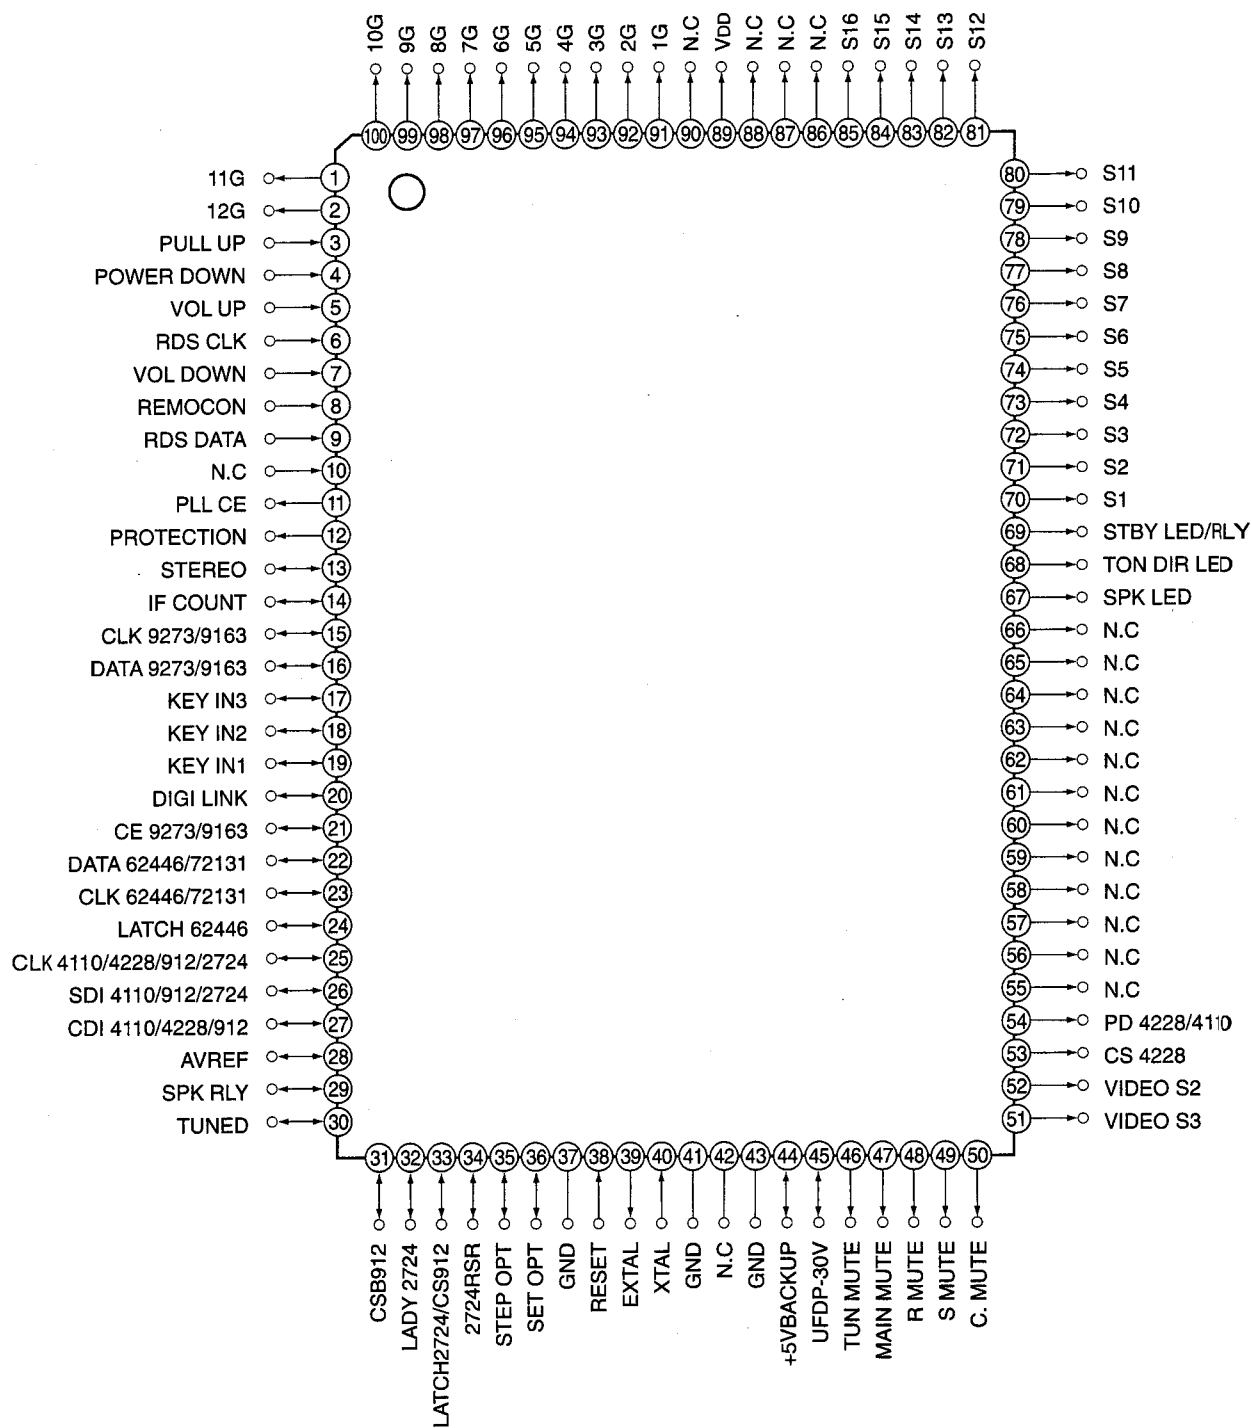 10G
9G
8G
7G
6G
5G
4G
3G
2G
1G
N.C
VDD
N.C
N.C
N.C
S16
S15
S14
S13
S12
100 99 98 97 96 95 94 93 92 91 90 89 88 87 86 85 84 83 82 81
11G 1
12G 2
PULL UP 3
POWER DOWN 4
VOL UP 5
RDS CLK 6
VOL DOWN 7
REMOCON 8
RDS DATA 9
N.C 10
PLL CE 11
PROTECTION 12
STEREO 13
IF COUNT 14
CLK 9273/9163 15
DATA 9273/9163 16
KEY IN3 17
KEY IN2 18
KEY IN1 19
DIGI LINK 20
CE 9273/9163 21
DATA 62446/72131 22
CLK 62446/72131 23
LATCH 62446 24
CLK 4110/4228/912/2724 25
SDI 4110/912/2724 26
CDI 4110/4228/912 27
AVREF 28
SPK RLY 29
TUNED 30
80 S11
79 S10
78 S9
77 S8
76 S7
75 S6
74 S5
73 S4
72 S3
71 S2
70 S1
69 STBY LED/RLY
68 TON DIR LED
67 SPK LED
66 N.C
65 N.C
64 N.C
63 N.C
62 N.C
61 N.C
60 N.C
59 N.C
58 N.C
57 N.C
56 N.C
55 N.C
54 PD 4228/4110
53 CS 4228
52 VIDEO S2
51 VIDEO S3
31 32 33 34 35 36 37 38 39 40 41 42 43 44 45 46 47 48 49 50
CSB912
LADY 2724
LATCH2724/CS912
2724RSR
STEP OPT
SET OPT
GND
RESET
EXTAL
XTAL
GND
N.C
GND
+5VBACKUP
UFDP-30V
TUN MUTE
MAIN MUTE
R MUTE
S MUTE
C. MUTE